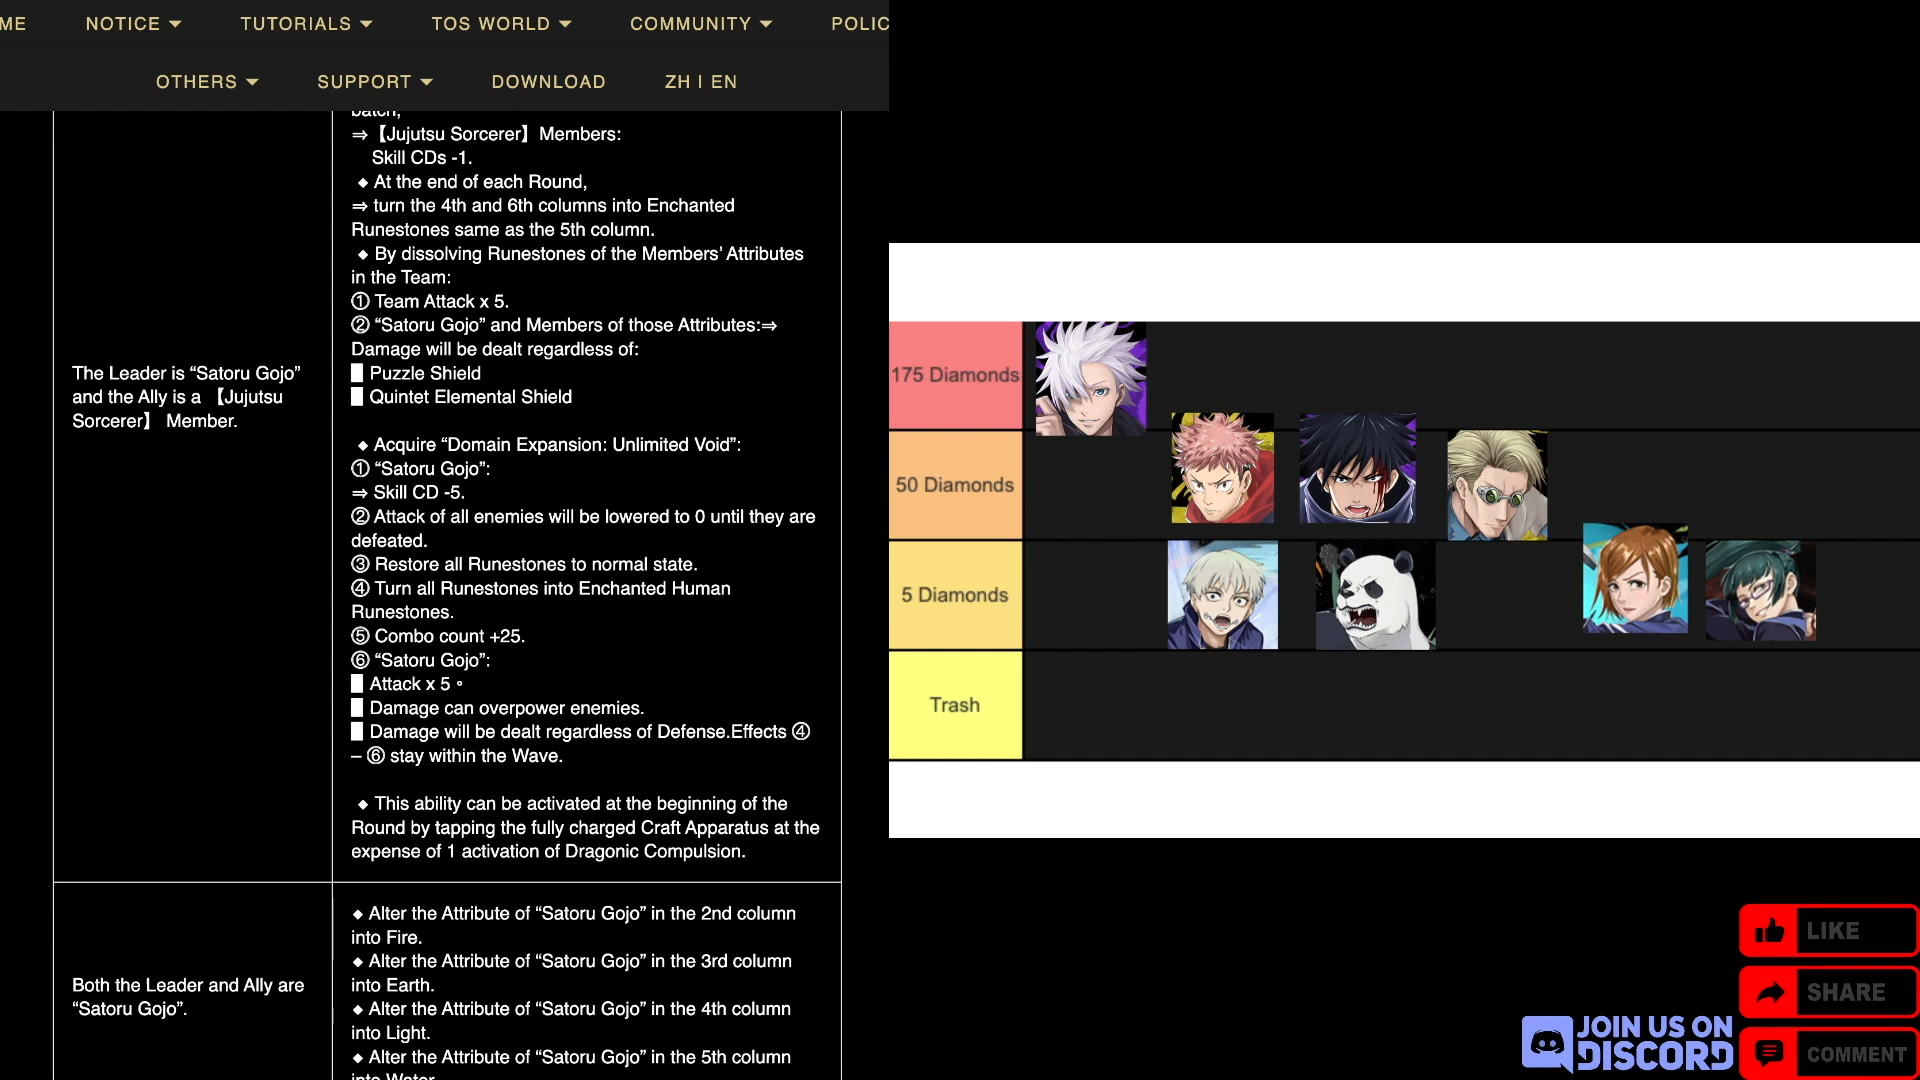 ME
NOTICE
TUTORIALS
TOS WORLD
COMMUNITY
POLIC
OTHERS
SUPPORT
DOWNLOAD
ZH | EN
batch,
⇒【Jujutsu Sorcerer】Members:
Skill CDs -1.
◆ At the end of each Round,
⇒ turn the 4th and 6th columns into Enchanted
Runestones same as the 5th column.
◆ By dissolving Runestones of the Members’ Attributes
in the Team:
① Team Attack x 5.
② “Satoru Gojo” and Members of those Attributes:⇒
Damage will be dealt regardless of:
█ Puzzle Shield
█ Quintet Elemental Shield
The Leader is “Satoru Gojo”
and the Ally is a 【Jujutsu
Sorcerer】 Member.
◆ Acquire “Domain Expansion: Unlimited Void”:
① “Satoru Gojo”:
⇒ Skill CD -5.
② Attack of all enemies will be lowered to 0 until they are
defeated.
③ Restore all Runestones to normal state.
④ Turn all Runestones into Enchanted Human
Runestones.
⑤ Combo count +25.
⑥ “Satoru Gojo”:
█ Attack x 5。
█ Damage can overpower enemies.
█ Damage will be dealt regardless of Defense.Effects ④
– ⑥ stay within the Wave.
◆ This ability can be activated at the beginning of the
Round by tapping the fully charged Craft Apparatus at the
expense of 1 activation of Dragonic Compulsion.
Both the Leader and Ally are
“Satoru Gojo”.
◆ Alter the Attribute of “Satoru Gojo” in the 2nd column
into Fire.
◆ Alter the Attribute of “Satoru Gojo” in the 3rd column
into Earth.
◆ Alter the Attribute of “Satoru Gojo” in the 4th column
into Light.
◆ Alter the Attribute of “Satoru Gojo” in the 5th column
into Water.
175 Diamonds
50 Diamonds
5 Diamonds
Trash
LIKE
SHARE
COMMENT
JOIN US ON
DISCORD